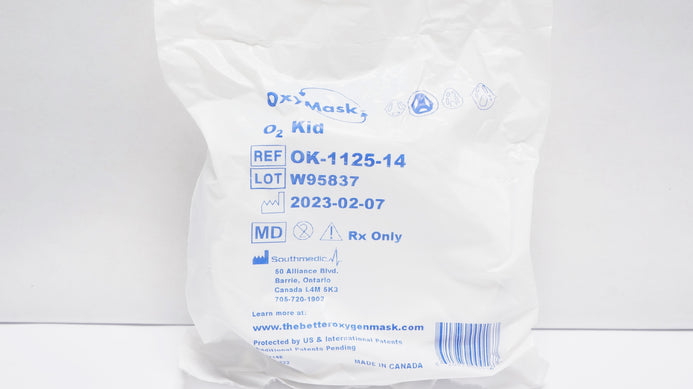 OxyMask
O2 Kid
REF OK-1125-14
LOT W95837
2023-02-07
MD Rx Only
Southmedic
50 Alliance Blvd.
Barrie, Ontario
Canada L4M 5K3
705-720-1902
Learn more at:
www.thebetteroxygenmask.com
Protected by US & International Patents
Additional Patents Pending
MADE IN CANADA